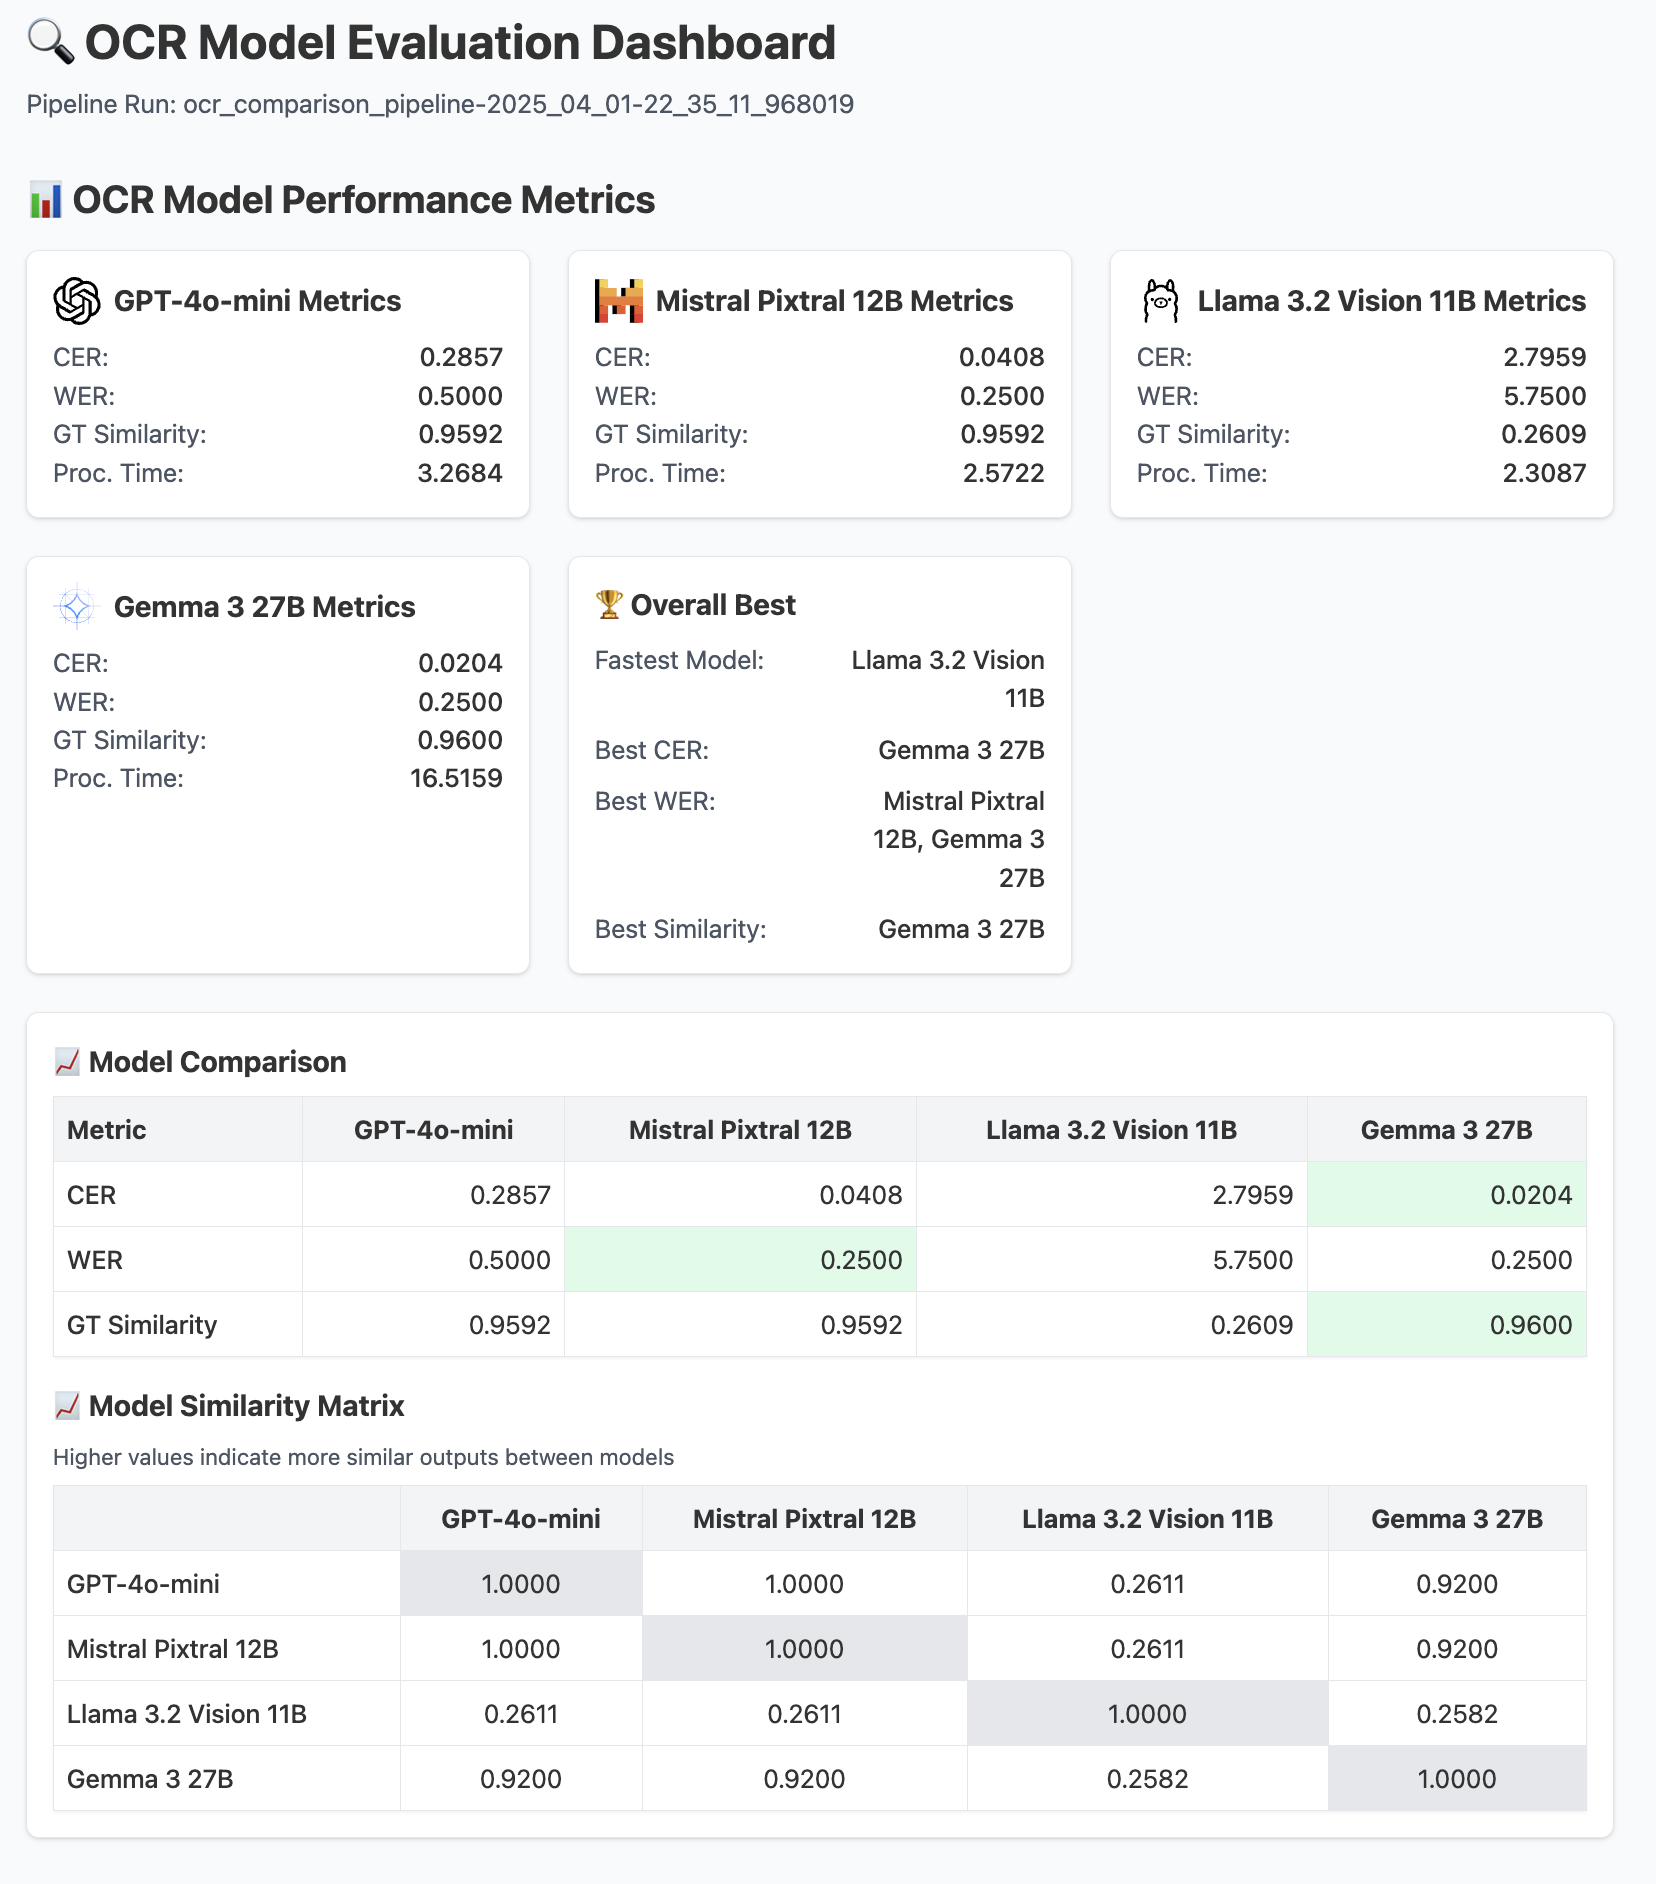 OCR Model Evaluation Dashboard
Pipeline Run: ocr_comparison_pipeline-2025_04_01-22_35_11_968019
OCR Model Performance Metrics
GPT-4o-mini Metrics
CER: 0.2857
WER: 0.5000
GT Similarity: 0.9592
Proc. Time: 3.2684
Mistral Pixtral 12B Metrics
CER: 0.0408
WER: 0.2500
GT Similarity: 0.9592
Proc. Time: 2.5722
Llama 3.2 Vision 11B Metrics
CER: 2.7959
WER: 5.7500
GT Similarity: 0.2609
Proc. Time: 2.3087
Gemma 3 27B Metrics
CER: 0.0204
WER: 0.2500
GT Similarity: 0.9600
Proc. Time: 16.5159
Overall Best
Fastest Model: Llama 3.2 Vision
11B
Best CER: Gemma 3 27B
Best WER: Mistral Pixtral
12B, Gemma 3
27B
Best Similarity: Gemma 3 27B
Model Comparison
Metric GPT-4o-mini Mistral Pixtral 12B Llama 3.2 Vision 11B Gemma 3 27B
CER 0.2857 0.0408 2.7959 0.0204
WER 0.5000 0.2500 5.7500 0.2500
GT Similarity 0.9592 0.9592 0.2609 0.9600
Model Similarity Matrix
Higher values indicate more similar outputs between models
GPT-4o-mini Mistral Pixtral 12B Llama 3.2 Vision 11B Gemma 3 27B
GPT-4o-mini 1.0000 1.0000 0.2611 0.9200
Mistral Pixtral 12B 1.0000 1.0000 0.2611 0.9200
Llama 3.2 Vision 11B 0.2611 0.2611 1.0000 0.2582
Gemma 3 27B 0.9200 0.9200 0.2582 1.0000